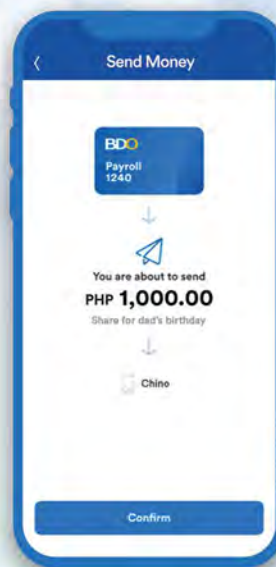 Send Money
BDO
Payroll
1240
You are about to send
PHP 1,000.00
Share for dad's birthday
Chino
Confirm